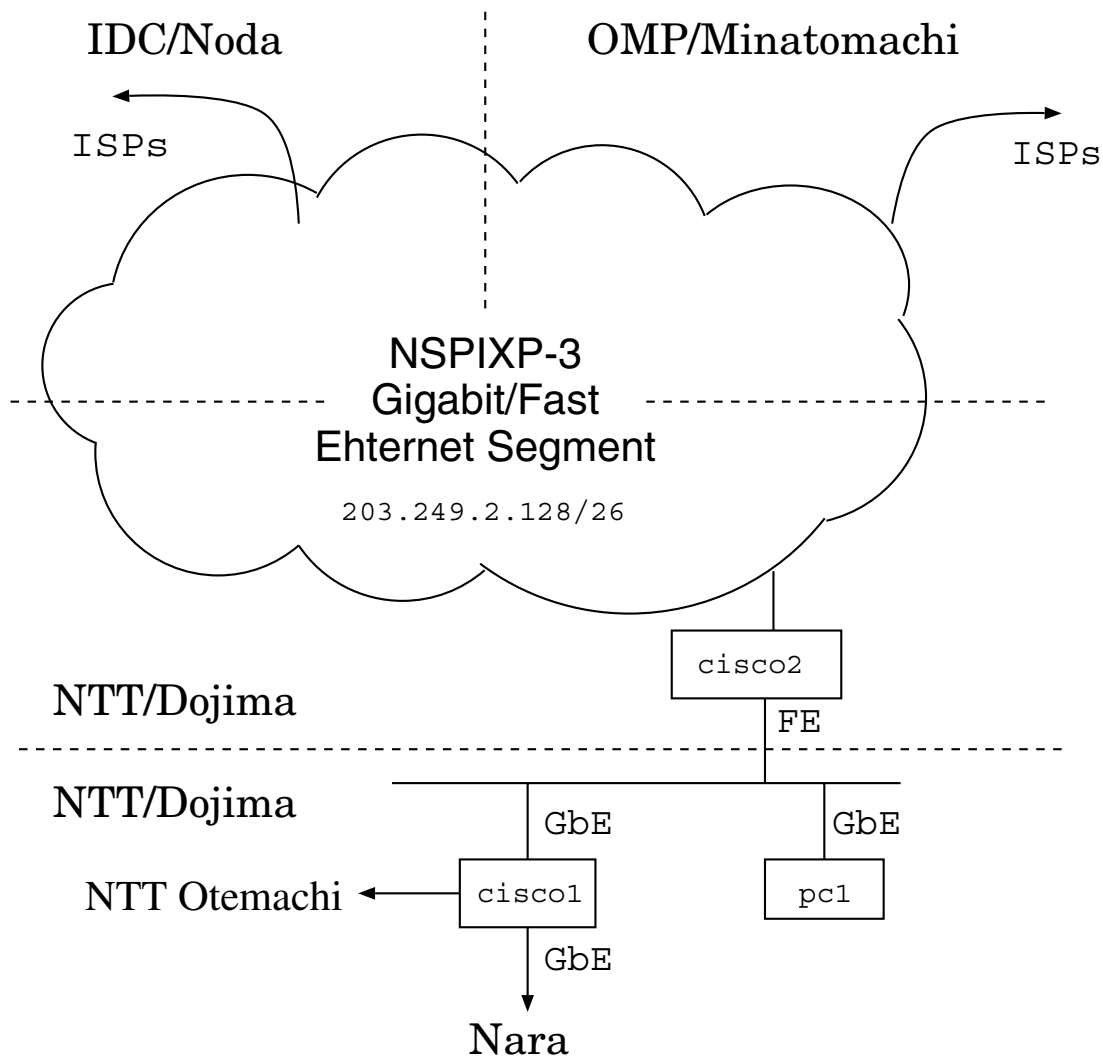 IDC/Noda
OMP/Minatomachi
ISPs
ISPs
NSPIXP-3
Gigabit/Fast
Ehternet Segment
203.249.2.128/26
cisco2
NTT/Dojima
FE
NTT/Dojima
GbE
GbE
NTT Otemachi
cisco1
pc1
GbE
Nara